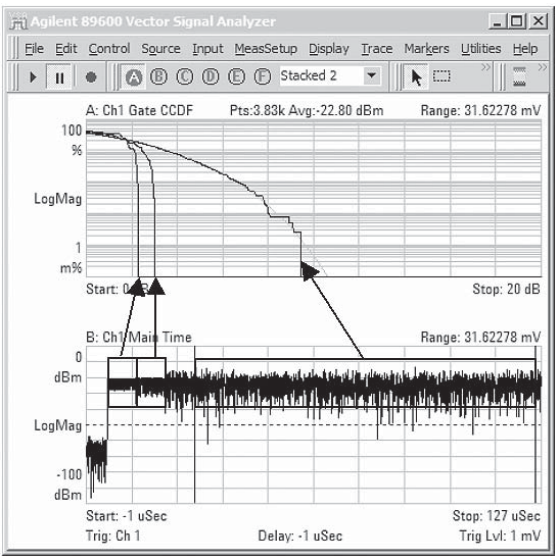 Agilent 89600 Vector Signal Analyzer
File Edit Control Source Input MeasSetup Display Trace Markers Utilities Help
A B C D E F Stacked 2
A: Ch1 Gate CCDF Pts:3.83k Avg:-22.80 dBm Range: 31.62278 mV
100
%
LogMag
1
m%
Start: 0 Stop: 20 dB
B: Ch1 Main Time Range: 31.62278 mV
0
dBm
LogMag
-100
dBm
Start: -1 uSec Stop: 127 uSec
Trig: Ch 1 Delay: -1 uSec Trig Lvl: 1 mV